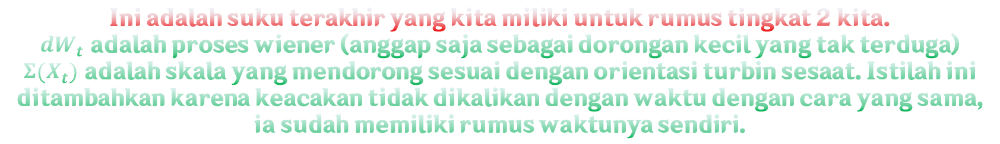 Ini adalah suku terakhir yang kita miliki untuk rumus tingkat 2 kita.
dWₜ adalah proses wiener (anggap saja sebagai dorongan kecil yang tak terduga)
Σ(Xₜ) adalah skala yang mendorong sesuai dengan orientasi turbin sesaat. Istilah ini
ditambahkan karena keacakan tidak dikalikan dengan waktu dengan cara yang sama,
ia sudah memiliki rumus waktunya sendiri.